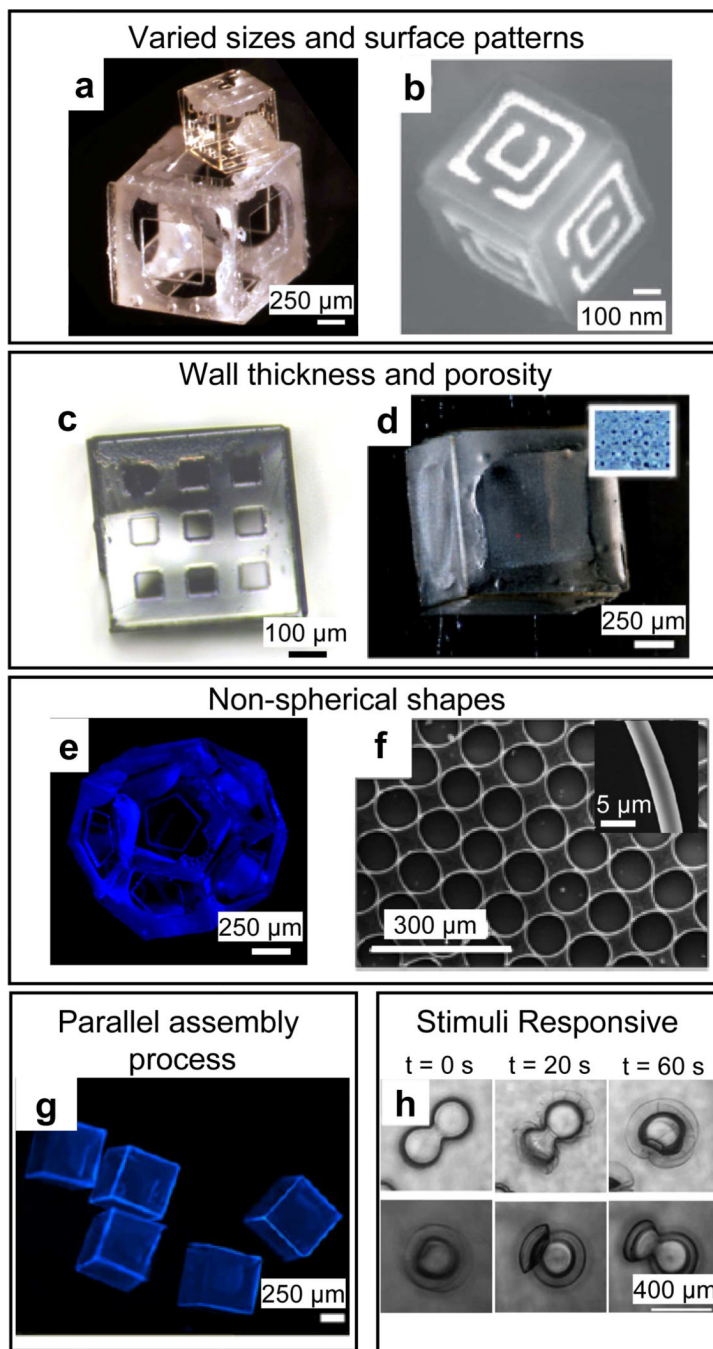 Varied sizes and surface patterns
a
b
250 µm
100 nm
Wall thickness and porosity
c
d
100 µm
250 µm
Non-spherical shapes
e
f
5 µm
250 µm
300 µm
Parallel assembly
process
g
250 µm
Stimuli Responsive
t = 0 s
t = 20 s
t = 60 s
h
400 µm